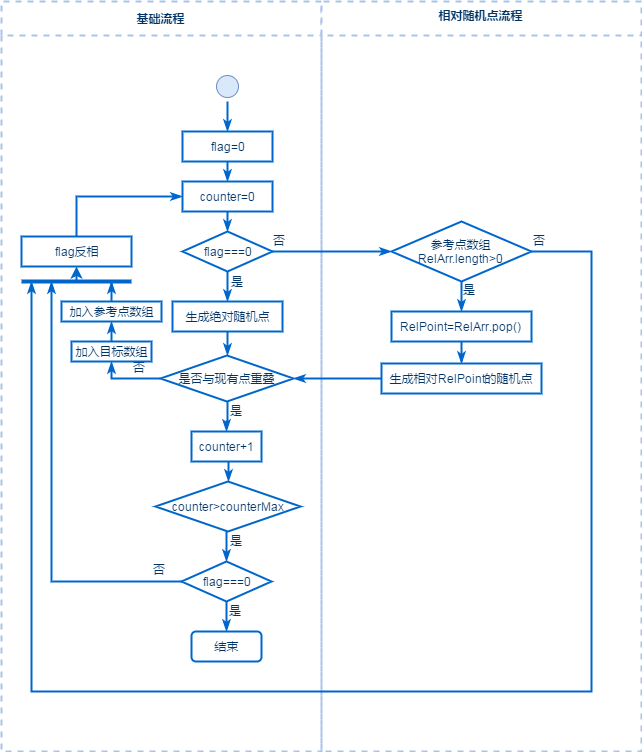 基础流程
相对随机点流程
flag=0
counter=0
flag===0
否
是
参考点数组
RelArr.length>0
否
是
flag反相
加入参考点数组
加入目标数组
否
生成绝对随机点
RelPoint=RelArr.pop()
是否与现有点重叠
生成相对RelPoint的随机点
是
counter+1
counter>counterMax
是
flag===0
否
是
结束